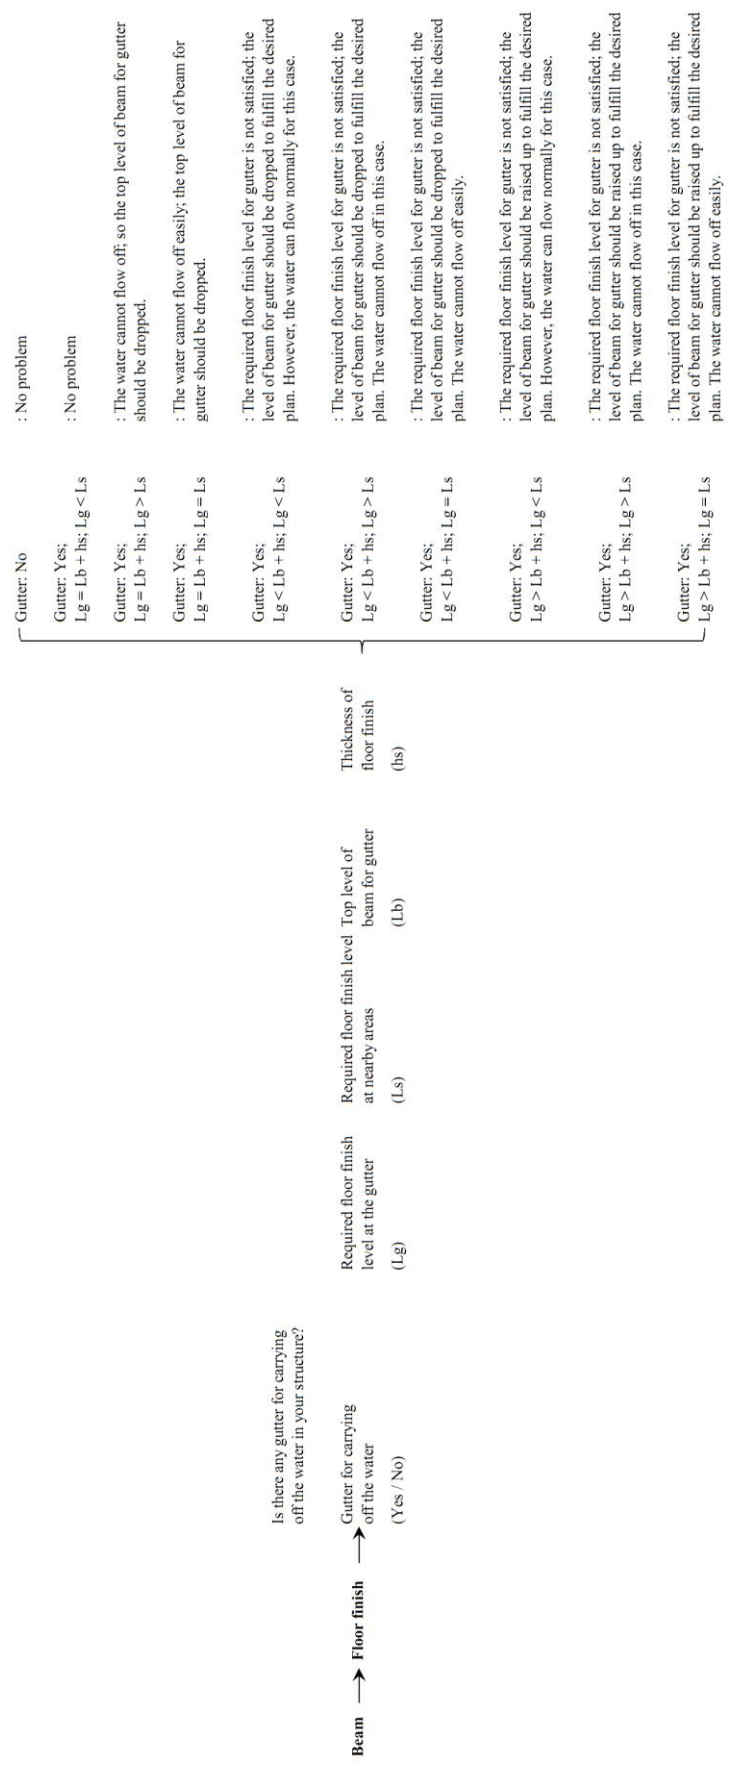 Beam
Floor finish
Is there any gutter for carrying
off the water in your structure?
Gutter for carrying
off the water
(Yes / No)
Required floor finish
level at the gutter
(Lg)
Required floor finish level
at nearby areas
(Ls)
Top level of
beam for gutter
(Lb)
Thickness of
floor finish
(hs)
Gutter: No
: No problem
Gutter: Yes;
Lg = Lb + hs; Lg < Ls
: No problem
Gutter: Yes;
Lg = Lb + hs; Lg > Ls
: The water cannot flow off; so the top level of beam for gutter
should be dropped.
Gutter: Yes;
Lg = Lb + hs; Lg = Ls
: The water cannot flow off easily; the top level of beam for
gutter should be dropped.
Gutter: Yes;
Lg < Lb + hs; Lg < Ls
: The required floor finish level for gutter is not satisfied; the
level of beam for gutter should be dropped to fulfill the desired
plan. However, the water can flow normally for this case.
Gutter: Yes;
Lg < Lb + hs; Lg > Ls
: The required floor finish level for gutter is not satisfied; the
level of beam for gutter should be dropped to fulfill the desired
plan. The water cannot flow off in this case.
Gutter: Yes;
Lg < Lb + hs; Lg = Ls
: The required floor finish level for gutter is not satisfied; the
level of beam for gutter should be dropped to fulfill the desired
plan. The water cannot flow off easily.
Gutter: Yes;
Lg > Lb + hs; Lg < Ls
: The required floor finish level for gutter is not satisfied; the
level of beam for gutter should be raised up to fulfill the desired
plan. However, the water can flow normally for this case.
Gutter: Yes;
Lg > Lb + hs; Lg > Ls
: The required floor finish level for gutter is not satisfied; the
level of beam for gutter should be raised up to fulfill the desired
plan. The water cannot flow off in this case.
Gutter: Yes;
Lg > Lb + hs; Lg = Ls
: The required floor finish level for gutter is not satisfied; the
level of beam for gutter should be raised up to fulfill the desired
plan. The water cannot flow off easily.